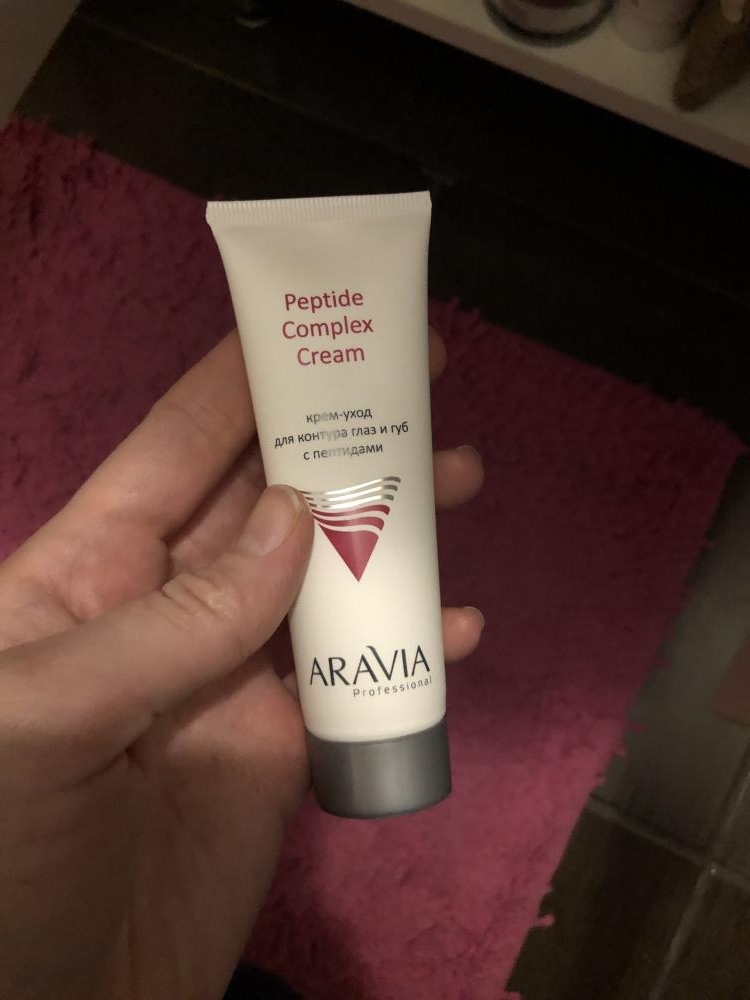 Peptide
Complex
Cream
крем-уход
для контура глаз и губ
с пептидами
ARAVIA
Professional